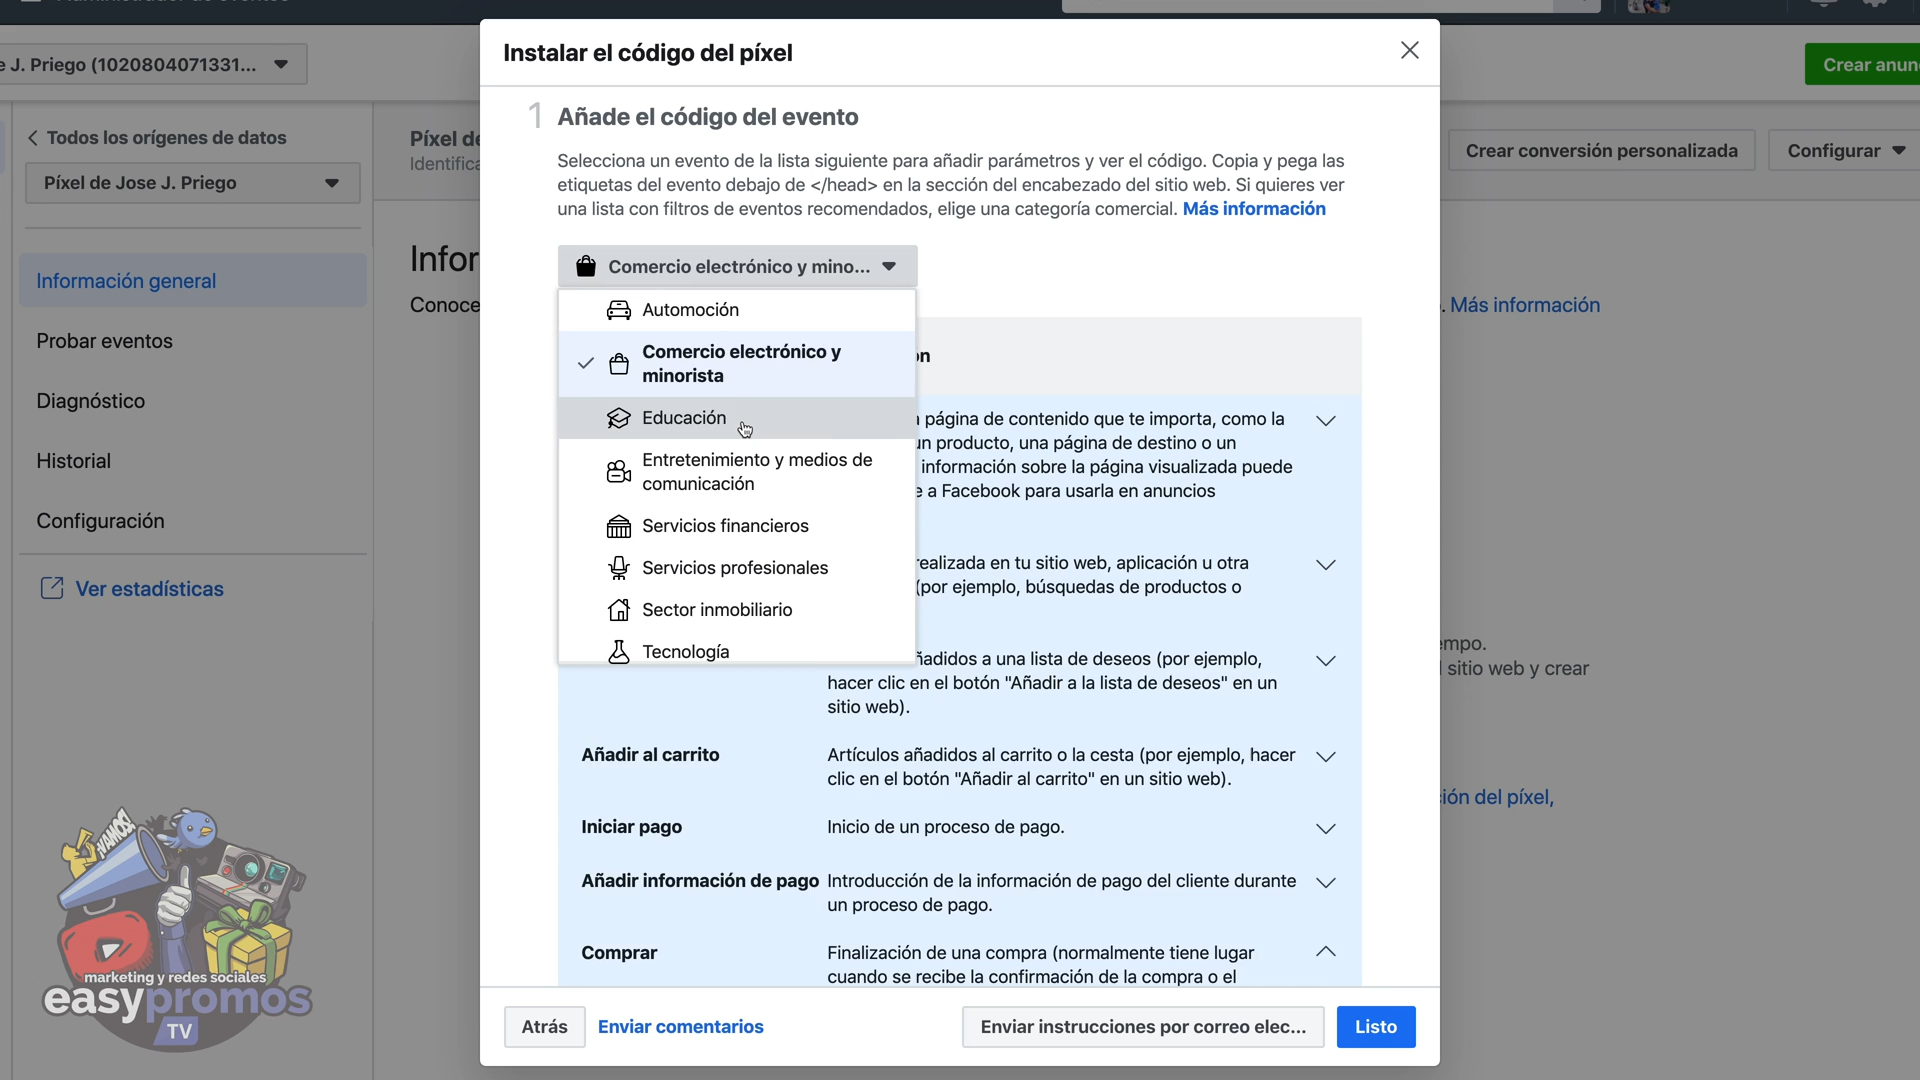 Instalar el código del píxel
e J. Priego (1020804071331...
Crear anun
Todos los orígenes de datos
Píxel de Jose J. Priego
Información general
Probar eventos
Diagnóstico
Historial
Configuración
Ver estadísticas
Píxel de
Identifica
Infor
Conoce
1 Añade el código del evento
Selecciona un evento de la lista siguiente para añadir parámetros y ver el código. Copia y pega las
etiquetas del evento debajo de </head> en la sección del encabezado del sitio web. Si quieres ver
una lista con filtros de eventos recomendados, elige una categoría comercial. Más información
Comercio electrónico y mino...
Automoción
Comercio electrónico y
minorista
Educación
Entretenimiento y medios de
comunicación
Servicios financieros
Servicios profesionales
Sector inmobiliario
Tecnología
ón
página de contenido que te importa, como la
un producto, una página de destino o un
información sobre la página visualizada puede
e a Facebook para usarla en anuncios
realizada en tu sitio web, aplicación u otra
(por ejemplo, búsquedas de productos o
ñadidos a una lista de deseos (por ejemplo,
hacer clic en el botón "Añadir a la lista de deseos" en un
sitio web).
Añadir al carrito
Artículos añadidos al carrito o la cesta (por ejemplo, hacer
clic en el botón "Añadir al carrito" en un sitio web).
Iniciar pago
Inicio de un proceso de pago.
Añadir información de pago
Introducción de la información de pago del cliente durante
un proceso de pago.
Comprar
Finalización de una compra (normalmente tiene lugar
cuando se recibe la confirmación de la compra o el
Atrás
Enviar comentarios
Enviar instrucciones por correo elec...
Listo
Crear conversión personalizada
Configurar
. Más información
empo.
l sitio web y crear
ión del píxel,
¡VAMOS!
marketing y redes sociales
easypromos
TV